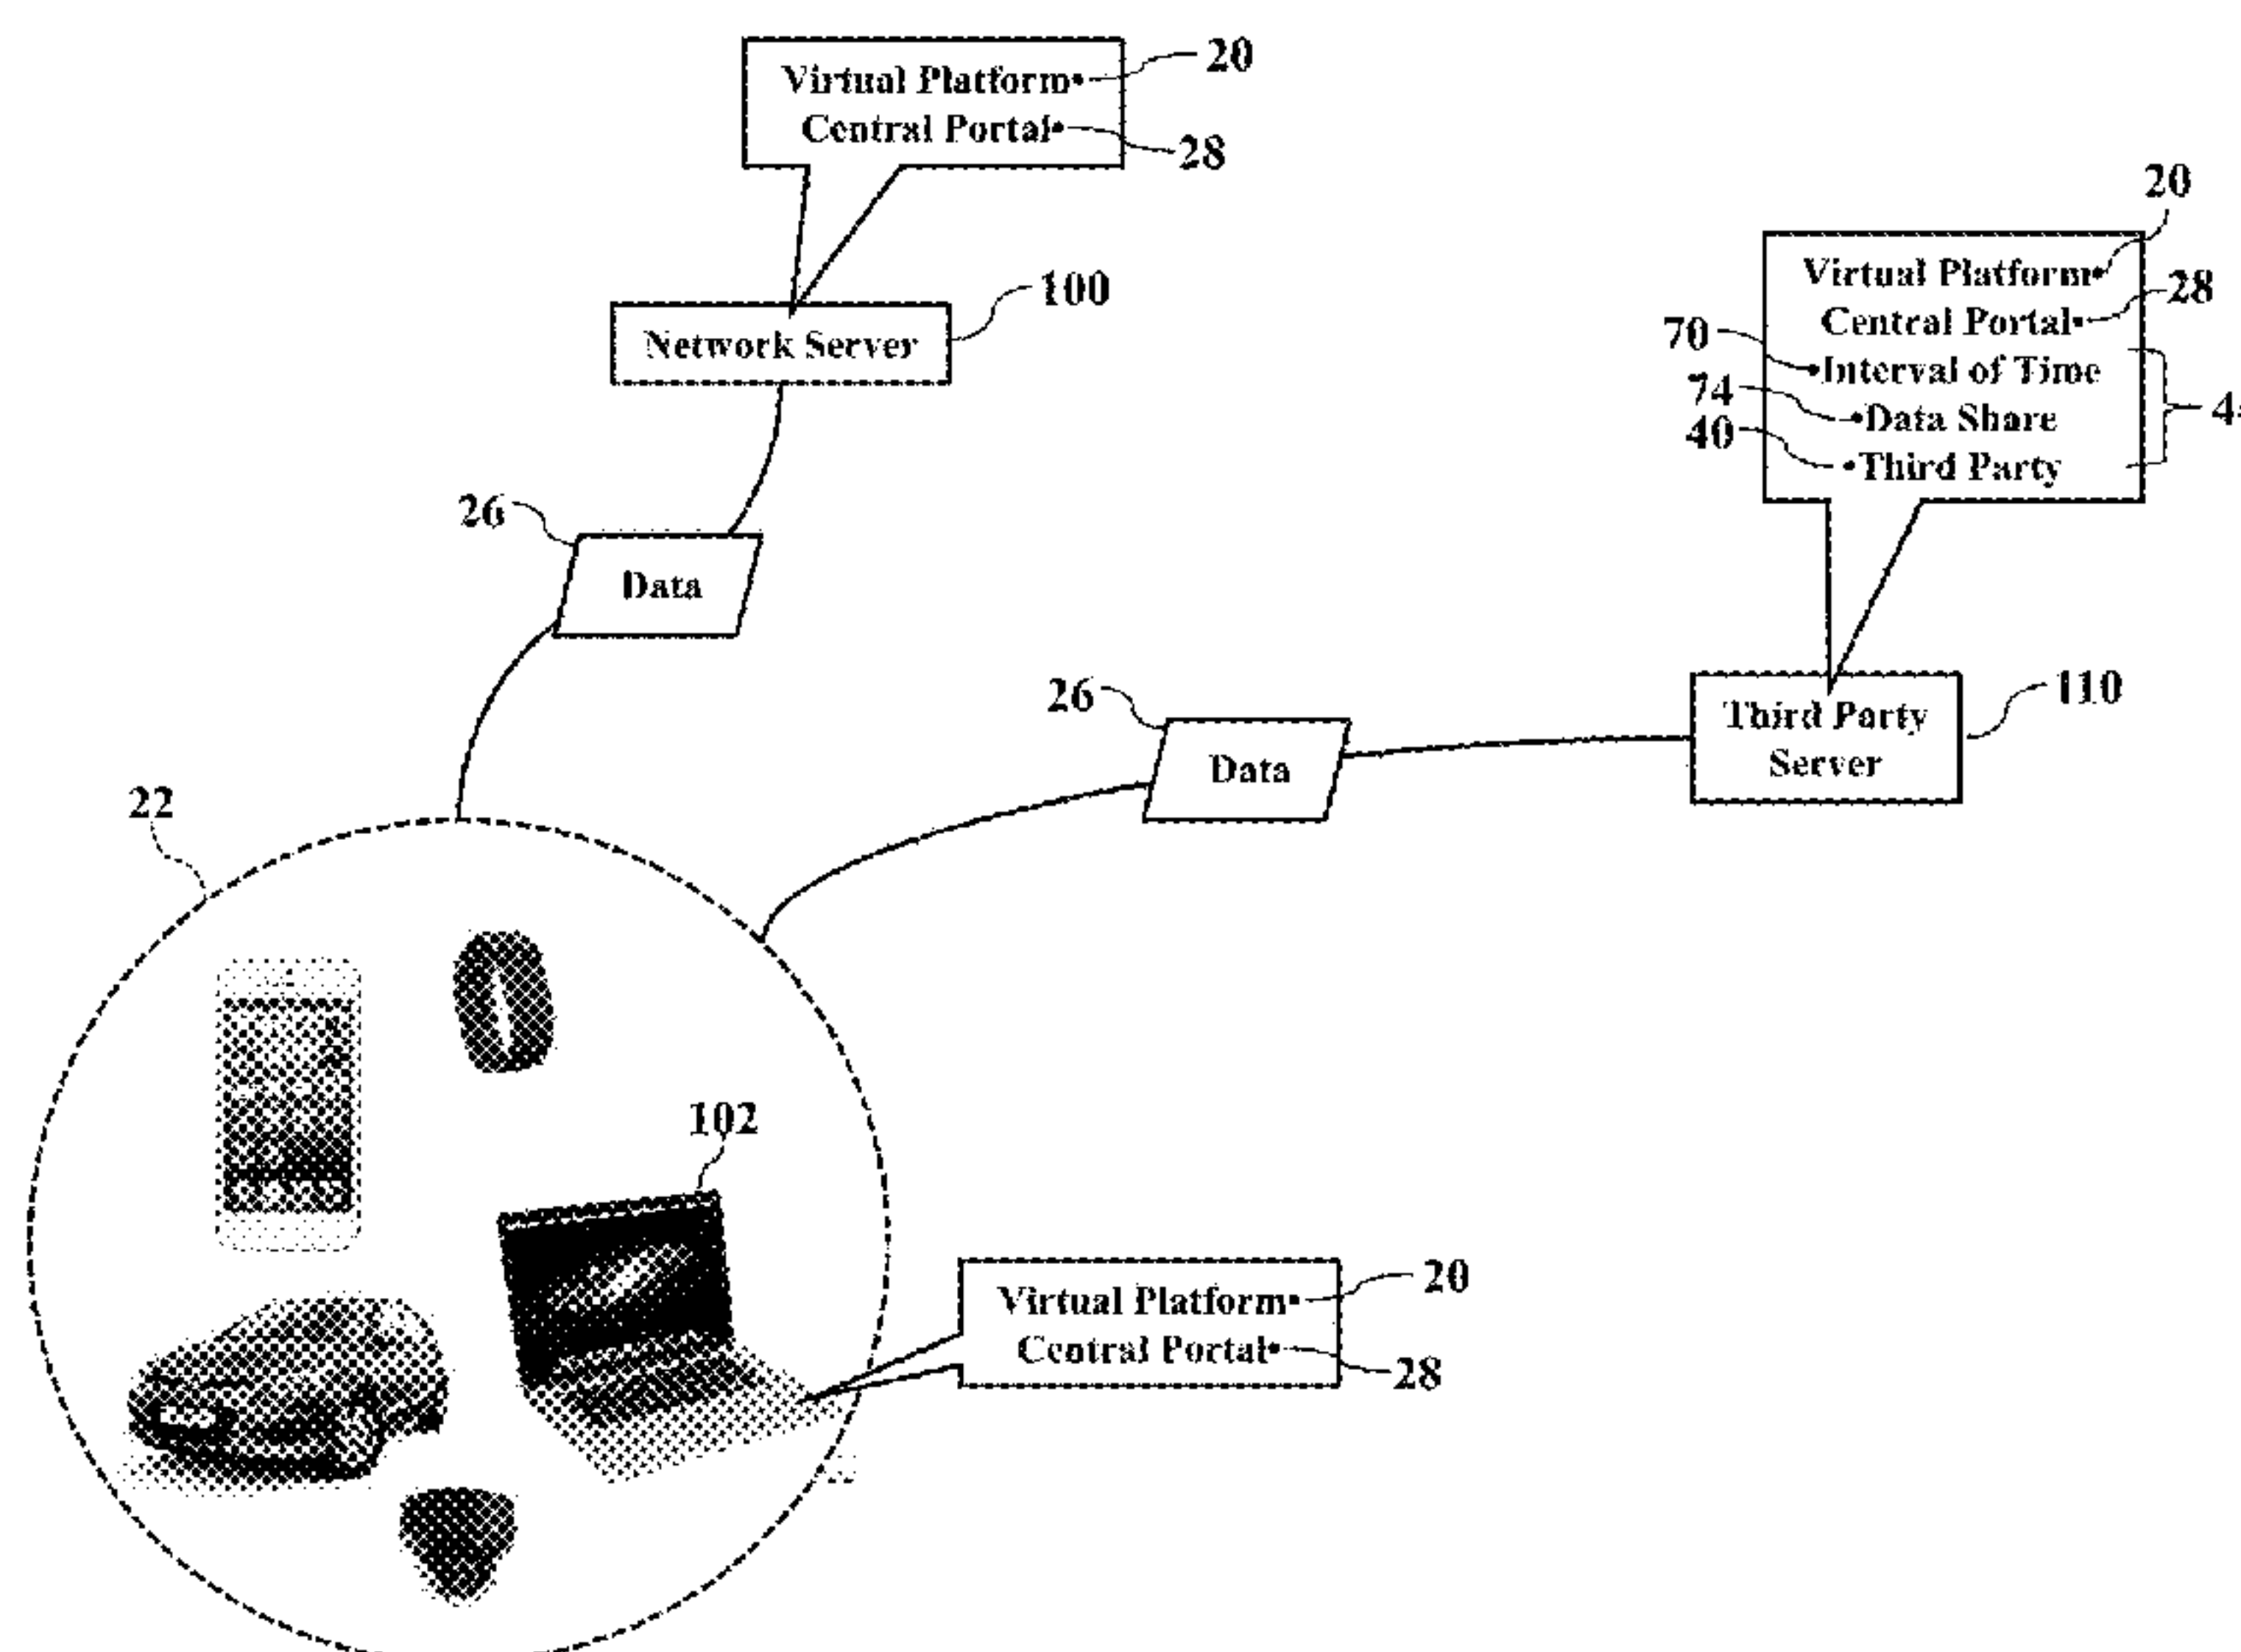 Virtual Platform• 20
Central Portal• 28
20
Virtual Platform•
Central Portal• 28
70 •Interval of Time
74 •Data Share
40 •Third Party
Network Server 100
26
Data
26
Data
Third Party
Server
110
22
102
Virtual Platform• 20
Central Portal• 28